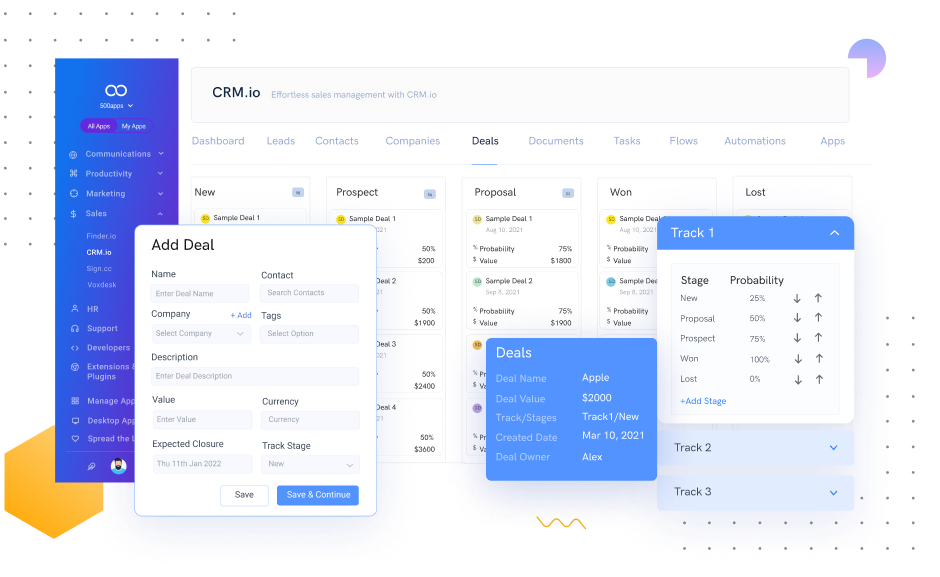 500apps
All Apps My Apps
Communications
Productivity
Marketing
Sales
Finder.io
CRM.io
Sign.cc
Voxdesk
HR
Support
Developers
Extensions &
Plugins
Manage App
Desktop App
Spread the L
CRM.io Effortless sales management with CRM.io
Dashboard Leads Contacts Companies Deals Documents Tasks Flows Automations Apps
New
SD Sample Deal 1
Prospect
SD Sample Deal 1
50%
$200
Deal 2
50%
$1900
Deal 3
021
50%
$2400
Deal 4
50%
$3600
Proposal
SD Sample Deal 1
Aug 10, 2021
% Probability 75%
$ Value $1800
SD Sample Deal 2
Sep 8, 2021
% Probability 75%
$ Value $1900
SD
% Pr
$ Va
SD
% Pr
$ Va
Won
SD Sample Deal
Aug 10, 2021
% Probability
$ Value
SD Sample Dea
Sep 8, 2021
% Probability
$ Value
Lost
Add Deal
Name
Enter Deal Name
Contact
Search Contacts
Company + Add
Select Company
Tags
Select Option
Description
Enter Deal Description
Value
Enter Value
Currency
Currency
Expected Closure
Thu 11th Jan 2022
Track Stage
New
Save Save & Continue
Deals
Deal Name Apple
Deal Value $2000
Track/Stages Track1/New
Created Date Mar 10, 2021
Deal Owner Alex
Track 1
Stage Probability
New 25%
Proposal 50%
Prospect 75%
Won 100%
Lost 0%
+Add Stage
Track 2
Track 3